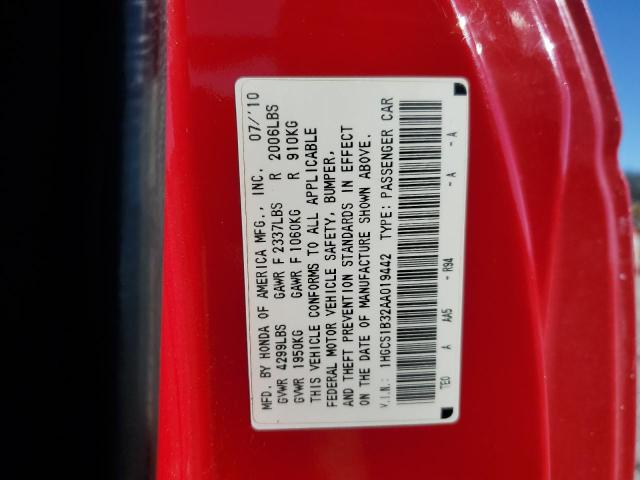 MFD. BY HONDA OF AMERICA MFG., INC. 07/'10
GVWR 4299LBS GAWR F 2337LBS R 2006LBS
GVWR 1950KG GAWR F 1060KG R 910KG
THIS VEHICLE CONFORMS TO ALL APPLICABLE
FEDERAL MOTOR VEHICLE SAFETY, BUMPER,
AND THEFT PREVENTION STANDARDS IN EFFECT
ON THE DATE OF MANUFACTURE SHOWN ABOVE.
V.I.N.: 1HGCS1B32AA019442 TYPE: PASSENGER CAR
TE0 A AA5 - R94 - A - A